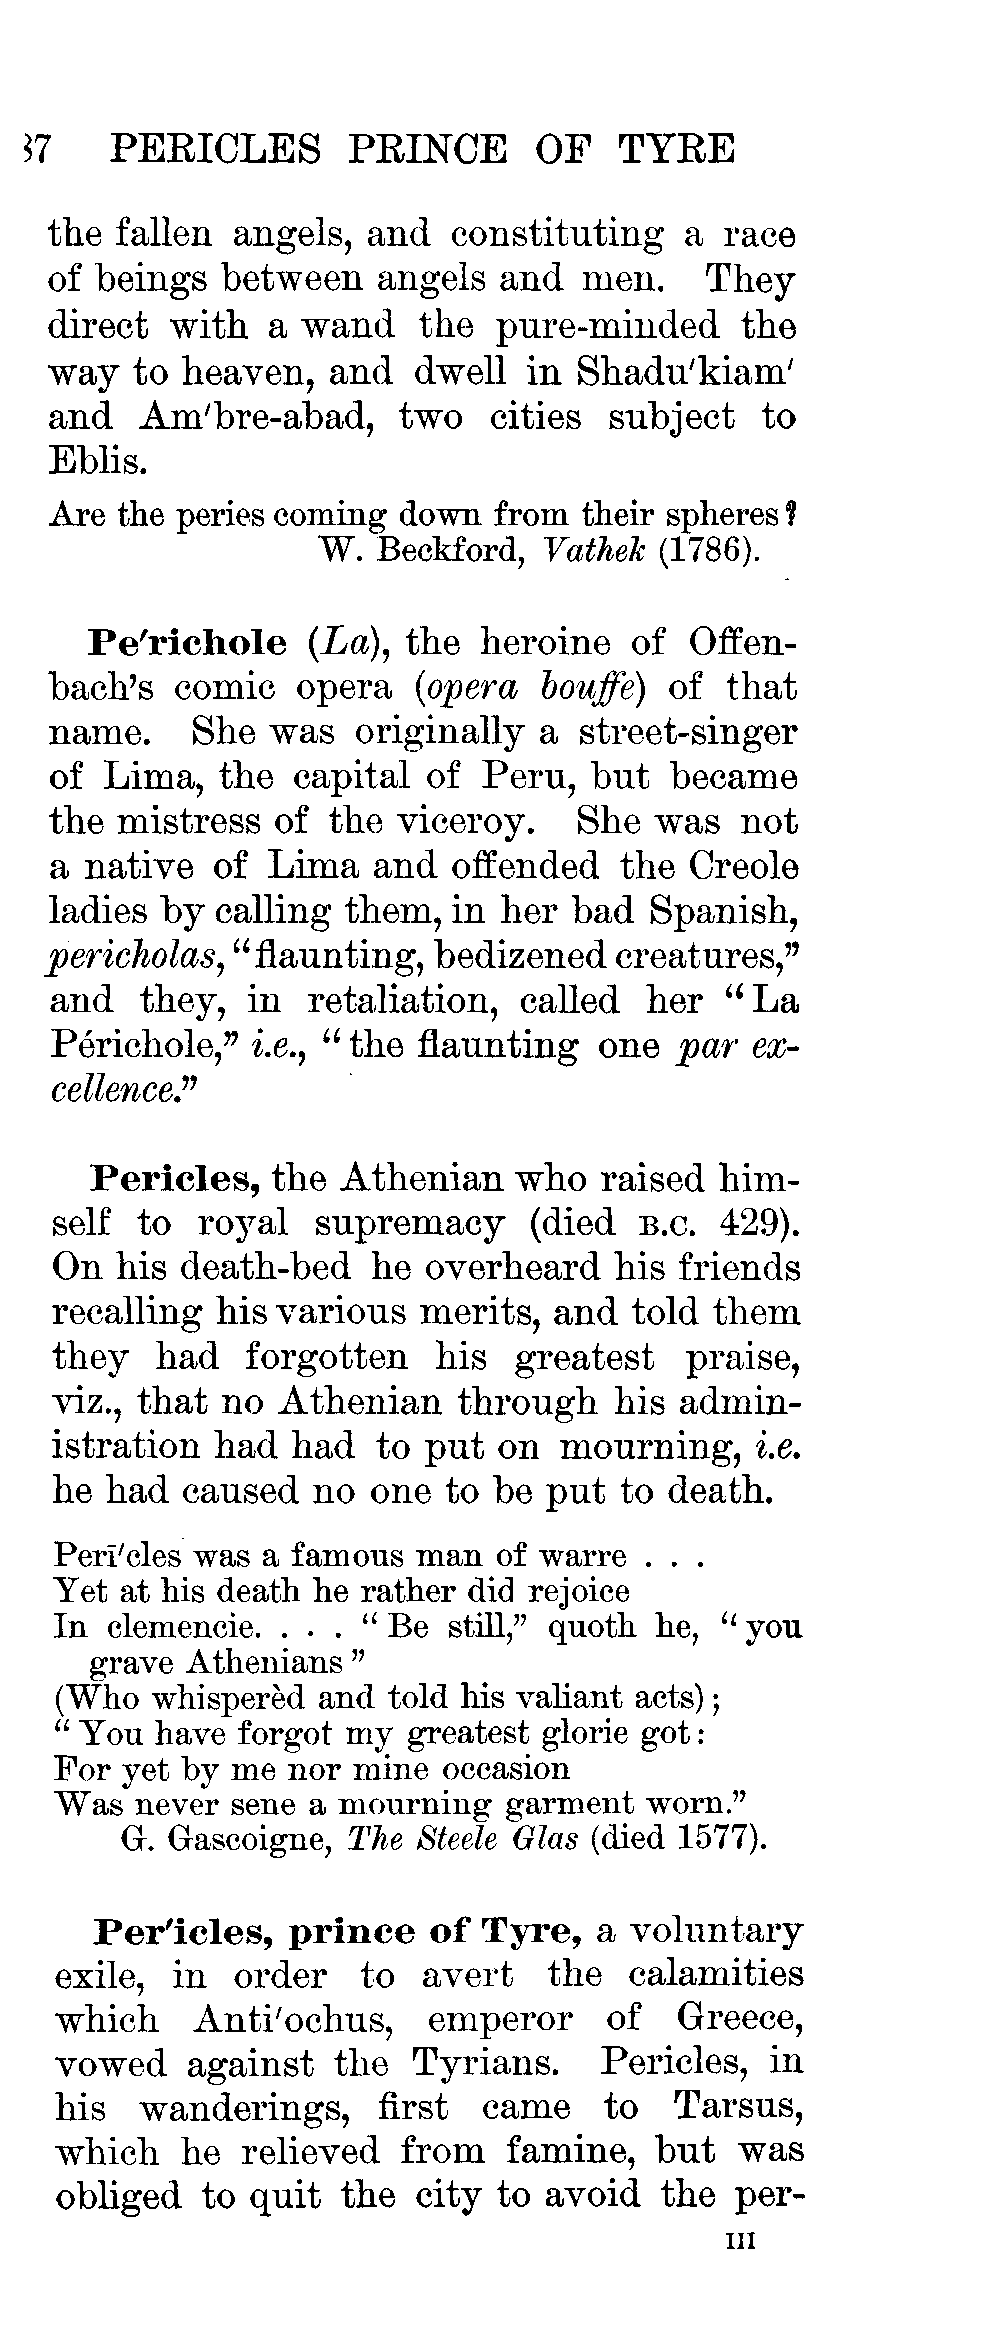 37 PERICLES PRINCE OF TYRE
the fallen angels, and constituting a race
of beings between angels and men. They
direct with a wand the pure-minded the
way to heaven, and dwell in Shadu'kiam'
and Am'bre-abad, two cities subject to
Eblis.
Are the peries coming down from their spheres?
W. Beckford, Vathek (1786).
Pe'richole (La), the heroine of Offen-
bach's comic opera (opera bouffe) of that
name. She was originally a street-singer
of Lima, the capital of Peru, but became
the mistress of the viceroy. She was not
a native of Lima and offended the Creole
ladies by calling them, in her bad Spanish,
pericholas, "flaunting, bedizened creatures,"
and they, in retaliation, called her "La
Périchole," i.e., "the flaunting one par ex-
cellence."
Pericles, the Athenian who raised him-
self to royal supremacy (died B.C. 429).
On his death-bed he overheard his friends
recalling his various merits, and told them
they had forgotten his greatest praise,
viz., that no Athenian through his admin-
istration had had to put on mourning, i.e.
he had caused no one to be put to death.
Perī'cles was a famous man of warre . . .
Yet at his death he rather did rejoice
In clemencie. . . . "Be still," quoth he, "you
grave Athenians"
(Who whisperèd and told his valiant acts);
"You have forgot my greatest glorie got:
For yet by me nor mine occasion
Was never sene a mourning garment worn."
G. Gascoigne, The Steele Glas (died 1577).
Per'icles, prince of Tyre, a voluntary
exile, in order to avert the calamities
which Anti'ochus, emperor of Greece,
vowed against the Tyrians. Pericles, in
his wanderings, first came to Tarsus,
which he relieved from famine, but was
obliged to quit the city to avoid the per-
III